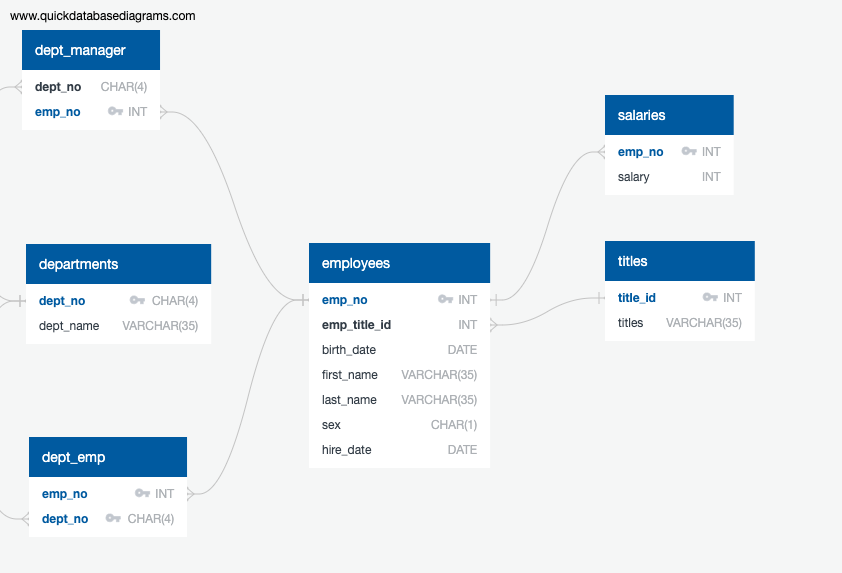 www.quickdatabasediagrams.com
dept_manager
dept_no CHAR(4)
emp_no INT
departments
dept_no CHAR(4)
dept_name VARCHAR(35)
dept_emp
emp_no INT
dept_no CHAR(4)
employees
emp_no INT
emp_title_id INT
birth_date DATE
first_name VARCHAR(35)
last_name VARCHAR(35)
sex CHAR(1)
hire_date DATE
salaries
emp_no INT
salary INT
titles
title_id INT
titles VARCHAR(35)